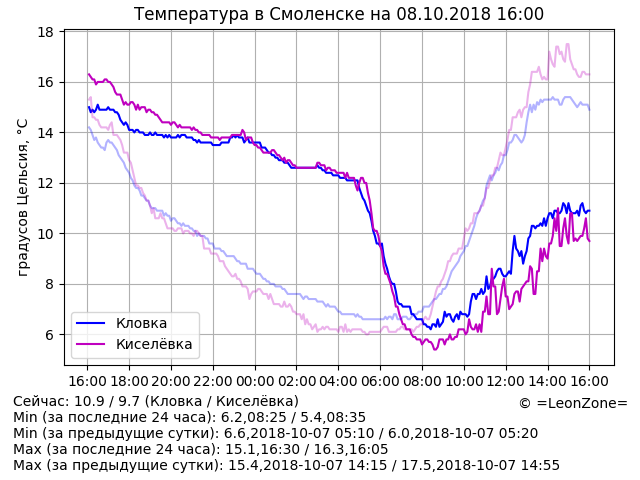 Температура в Смоленске на 08.10.2018 16:00
18
16
14
12
10
8
6
градусов Цельсия, °C
Кловка
Киселёвка
16:00 18:00 20:00 22:00 00:00 02:00 04:00 06:00 08:00 10:00 12:00 14:00 16:00
Сейчас: 10.9 / 9.7 (Кловка / Киселёвка)
© =LeonZone=
Min (за последние 24 часа): 6.2,08:25 / 5.4,08:35
Min (за предыдущие сутки): 6.6,2018-10-07 05:10 / 6.0,2018-10-07 05:20
Max (за последние 24 часа): 15.1,16:30 / 16.3,16:05
Max (за предыдущие сутки): 15.4,2018-10-07 14:15 / 17.5,2018-10-07 14:55